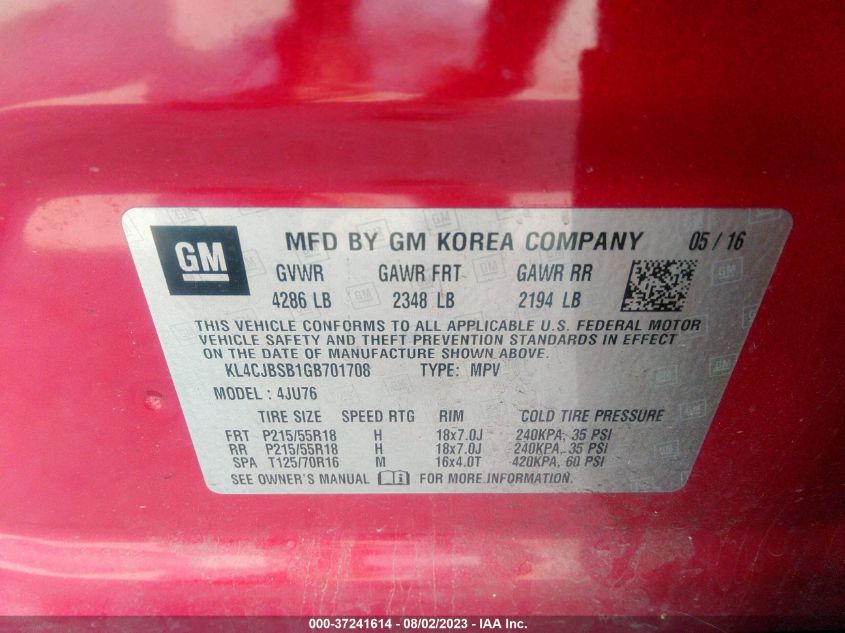 GM
MFD BY GM KOREA COMPANY 05 / 16
GVWR GAWR FRT GAWR RR
4286 LB 2348 LB 2194 LB
THIS VEHICLE CONFORMS TO ALL APPLICABLE U.S. FEDERAL MOTOR
VEHICLE SAFETY AND THEFT PREVENTION STANDARDS IN EFFECT
ON THE DATE OF MANUFACTURE SHOWN ABOVE.
KL4CJBSB1GB701708 TYPE: MPV
MODEL : 4JU76
TIRE SIZE SPEED RTG RIM COLD TIRE PRESSURE
FRT P215/55R18 H 18x7.0J 240KPA, 35 PSI
RR P215/55R18 H 18x7.0J 240KPA, 35 PSI
SPA T125/70R16 M 16x4.0T 420KPA, 60 PSI
SEE OWNER'S MANUAL FOR MORE INFORMATION.
000-37241614 - 08/02/2023 - IAA Inc.